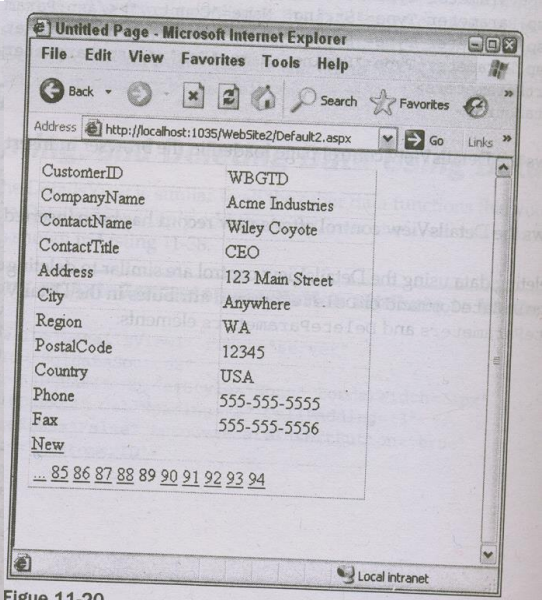 Untitled Page - Microsoft Internet Explorer
File Edit View Favorites Tools Help
Back Search Favorites »
Address http://localhost:1035/WebSite2/Default2.aspx Go Links »
CustomerID WBGTD
CompanyName Acme Industries
ContactName Wiley Coyote
ContactTitle CEO
Address 123 Main Street
City Anywhere
Region WA
PostalCode 12345
Country USA
Phone 555-555-5555
Fax 555-555-5556
New
... 85 86 87 88 89 90 91 92 93 94
Local intranet
Figue 11-20